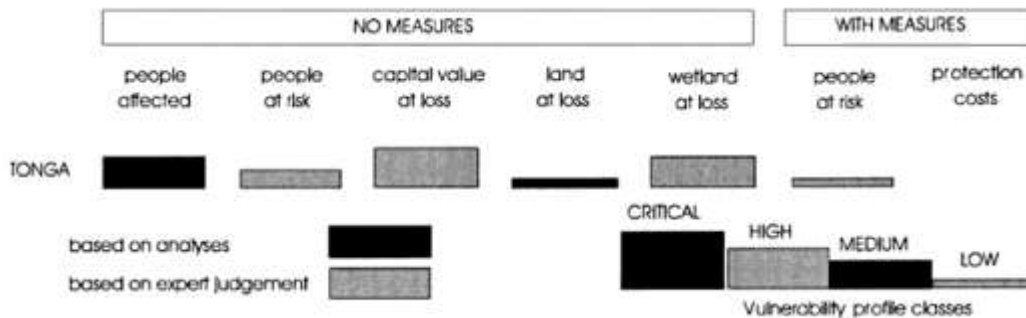 NO MEASURES
WITH MEASURES
people affected
people at risk
capital value at loss
land at loss
wetland at loss
people at risk
protection costs
TONGA
based on analyses
based on expert judgement
CRITICAL
HIGH
MEDIUM
LOW
Vulnerability profile classes